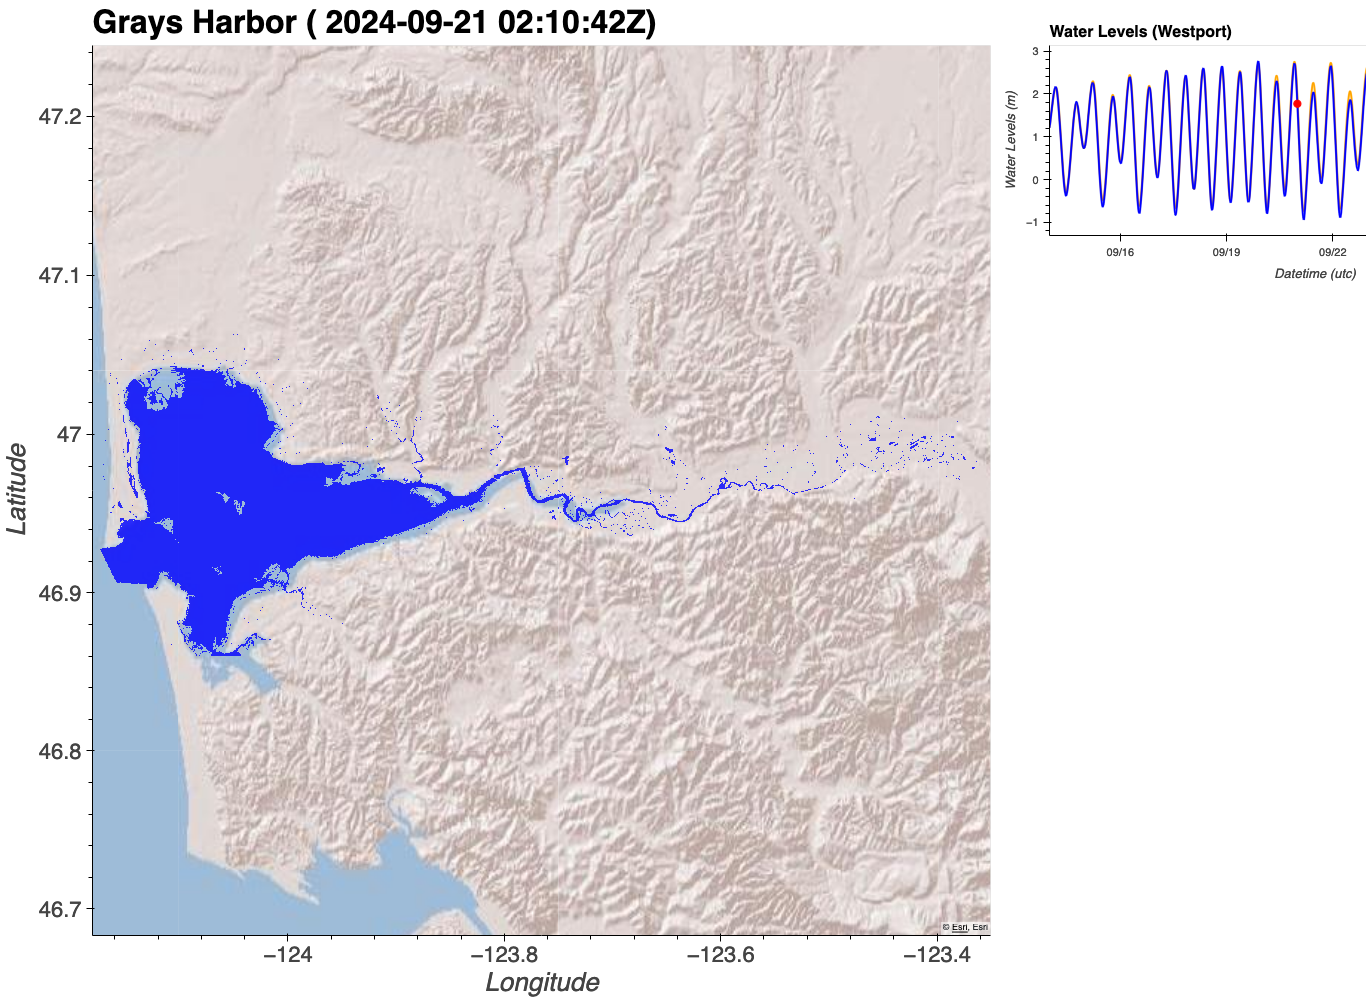 Grays Harbor ( 2024-09-21 02:10:42Z)
47.2
47.1
47
46.9
46.8
46.7
Latitude
−124
−123.8
−123.6
−123.4
Longitude
© Esri, Esri
Water Levels (Westport)
3
2
1
0
−1
Water Levels (m)
09/16
09/19
09/22
Datetime (utc)